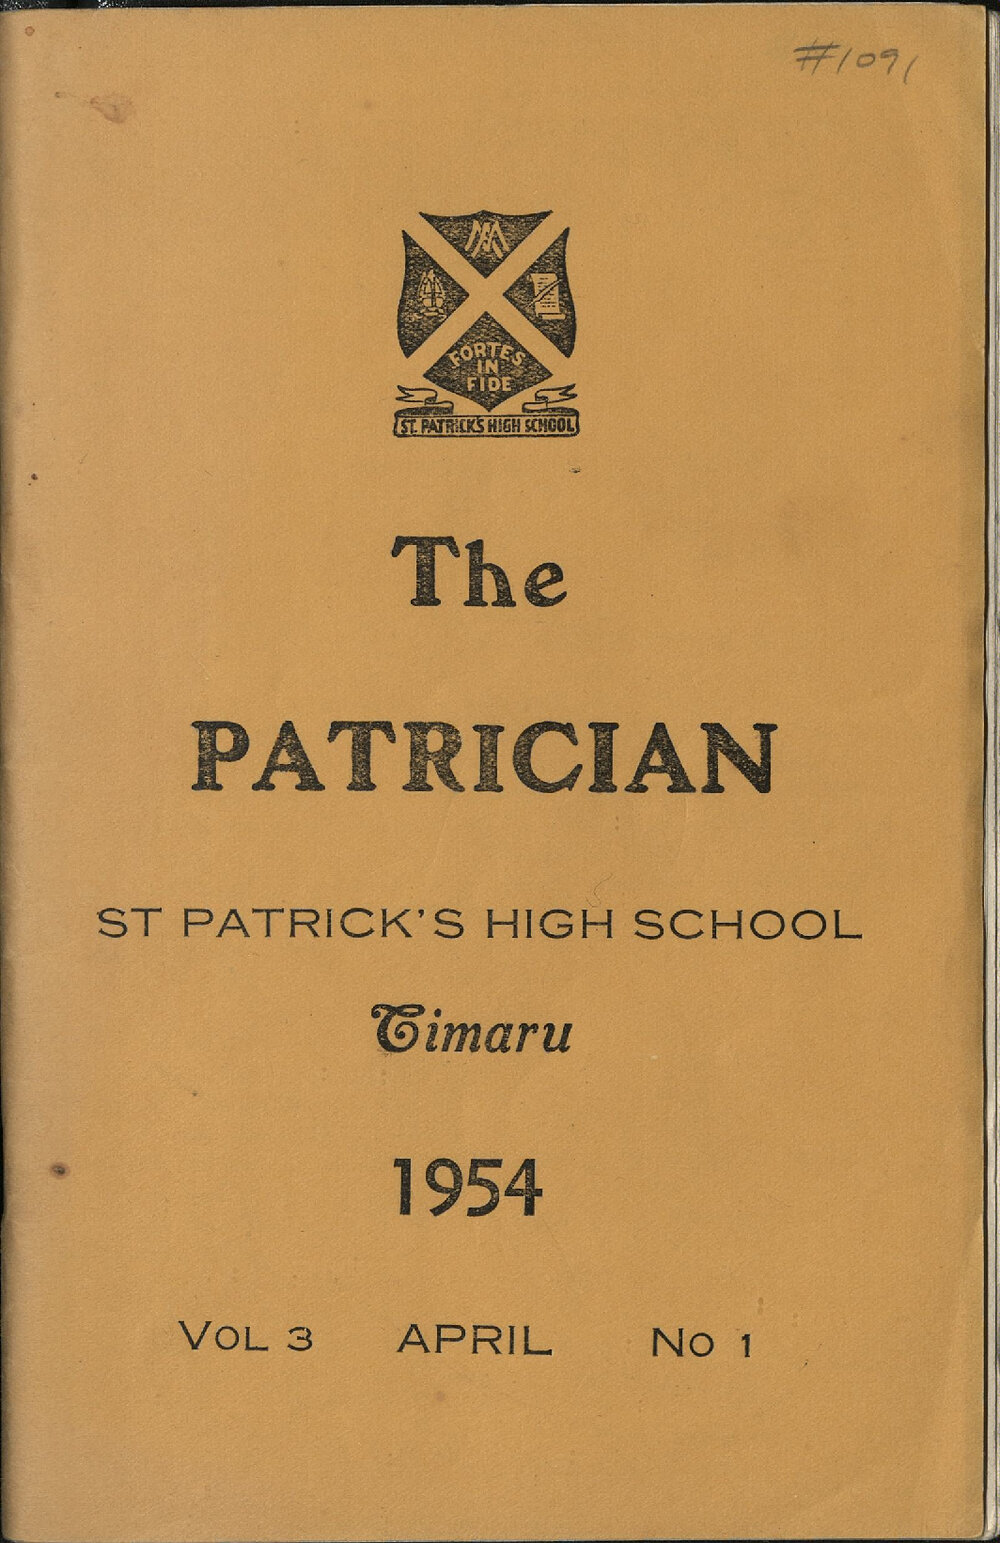 #1091
FORTES
IN
FIDE
ST. PATRICK'S HIGH SCHOOL
The
PATRICIAN
ST PATRICK'S HIGH SCHOOL
Timaru
1954
VOL 3 APRIL No 1